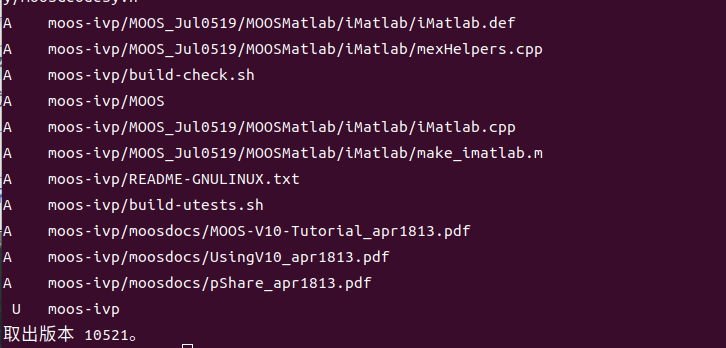 A    moos-ivp/MOOS_Jul0519/MOOSMatlab/iMatlab/iMatlab.def
A    moos-ivp/MOOS_Jul0519/MOOSMatlab/iMatlab/mexHelpers.cpp
A    moos-ivp/build-check.sh
A    moos-ivp/MOOS
A    moos-ivp/MOOS_Jul0519/MOOSMatlab/iMatlab/iMatlab.cpp
A    moos-ivp/MOOS_Jul0519/MOOSMatlab/iMatlab/make_imatlab.m
A    moos-ivp/README-GNULINUX.txt
A    moos-ivp/build-utests.sh
A    moos-ivp/moosdocs/MOOS-V10-Tutorial_apr1813.pdf
A    moos-ivp/moosdocs/UsingV10_apr1813.pdf
A    moos-ivp/moosdocs/pShare_apr1813.pdf
 U   moos-ivp
取出版本 10521。